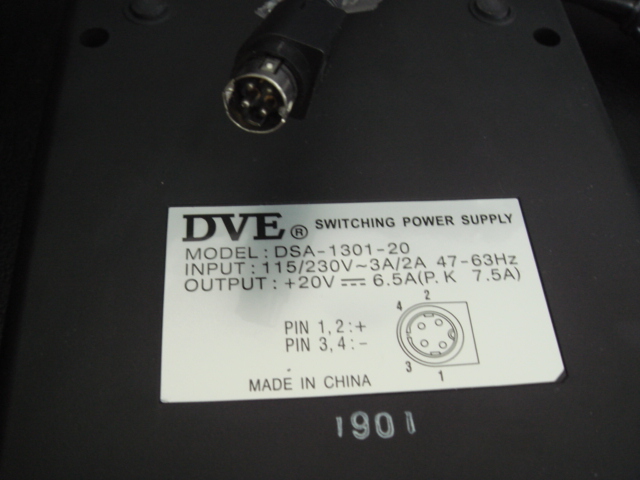 DVE® SWITCHING POWER SUPPLY
MODEL : DSA-1301-20
INPUT : 115/230V~3A/2A 47-63Hz
OUTPUT : +20V ⎓ 6.5A(P.K 7.5A)
PIN 1,2:+
PIN 3,4:-
2
4
3
1
MADE IN CHINA
1901